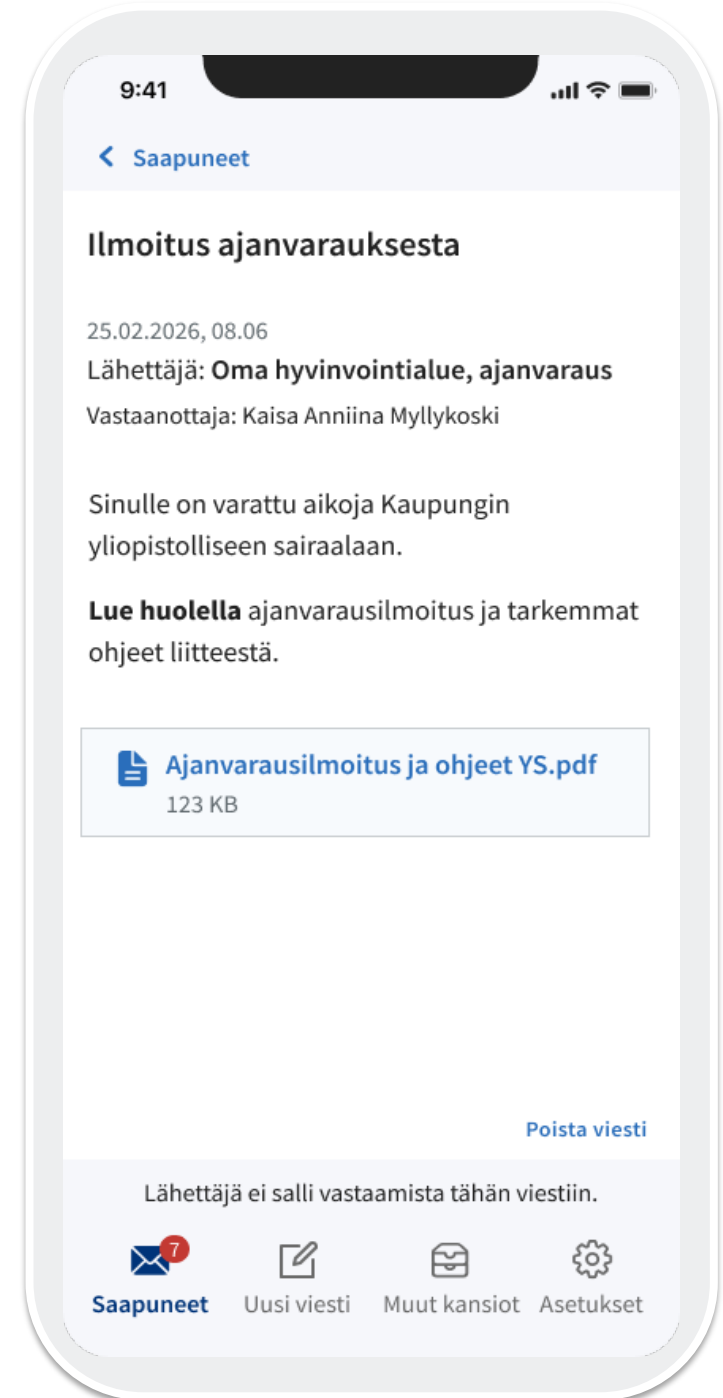 9:41
Saapuneet
Ilmoitus ajanvarauksesta
25.02.2026, 08.06
Lähettäjä: Oma hyvinvointialue, ajanvaraus
Vastaanottaja: Kaisa Anniina Myllykoski
Sinulle on varattu aikoja Kaupungin
yliopistolliseen sairaalaan.
Lue huolella ajanvarausilmoitus ja tarkemmat
ohjeet liitteestä.
Ajanvarausilmoitus ja ohjeet YS.pdf
123 KB
Poista viesti
Lähettäjä ei salli vastaamista tähän viestiin.
7
Saapuneet Uusi viesti Muut kansiot Asetukset